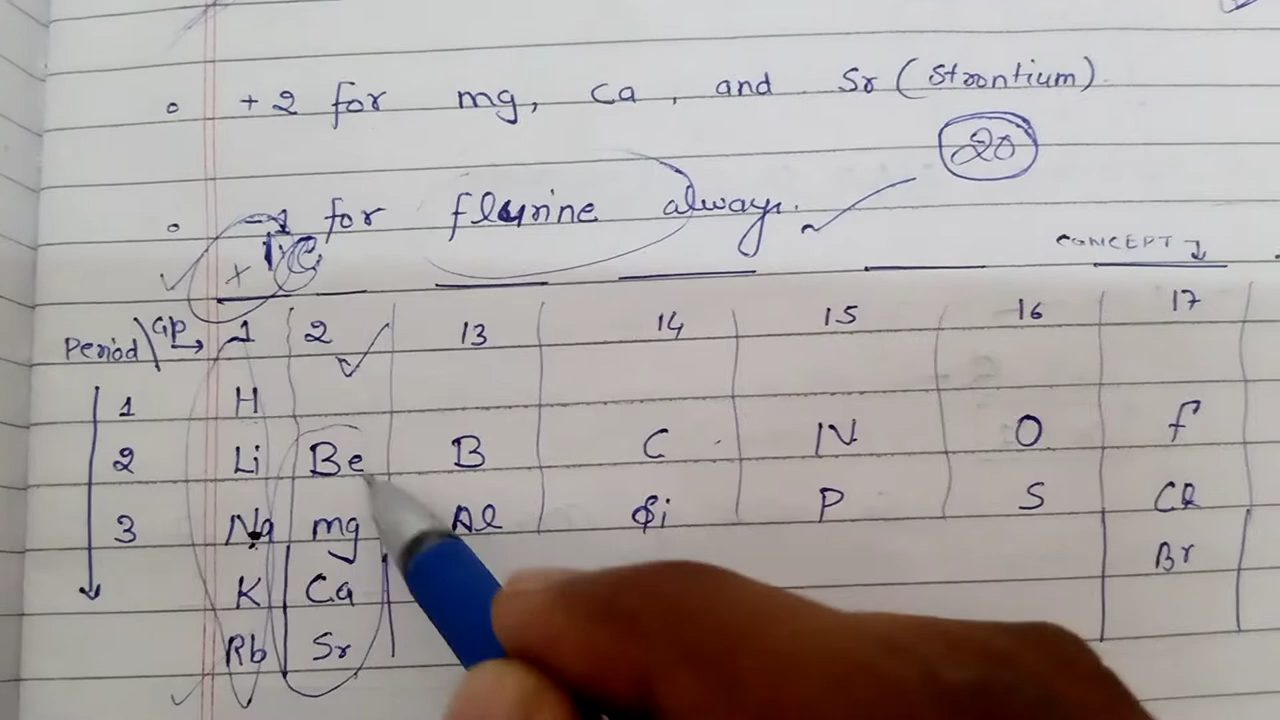 +2 for mg, Ca, and Sr (Strontium)
20
-1 for flurine always.
+ 1e
CONCEPT
Period\GP 1 2 13 14 15 16 17
1 H
2 Li Be B C N O f
3 Na mg Al Si P S Cl
K Ca Br
Rb Sr